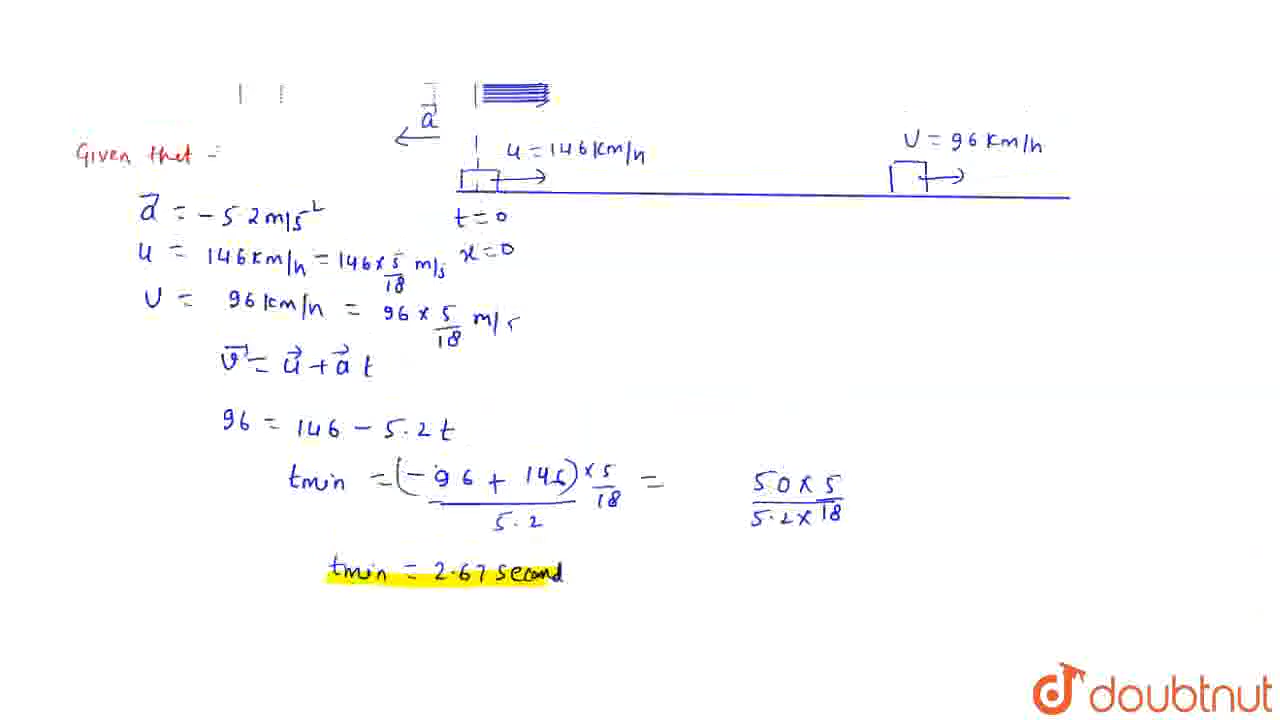 a⃗
u = 146 Km/h
v = 96 Km/h
Given that :-
a⃗ = -5.2 m/s²
t = 0
u = 146 Km/h = 146 × 5/18 m/s
x = 0
v = 96 Km/h = 96 × 5/18 m/s
v⃗ = u⃗ + a⃗ t
96 = 146 - 5.2 t
tmin = (-96 + 146) × 5/18 / 5.2 = 50 × 5 / 5.2 × 18
tmin = 2.67 second
doubtnut